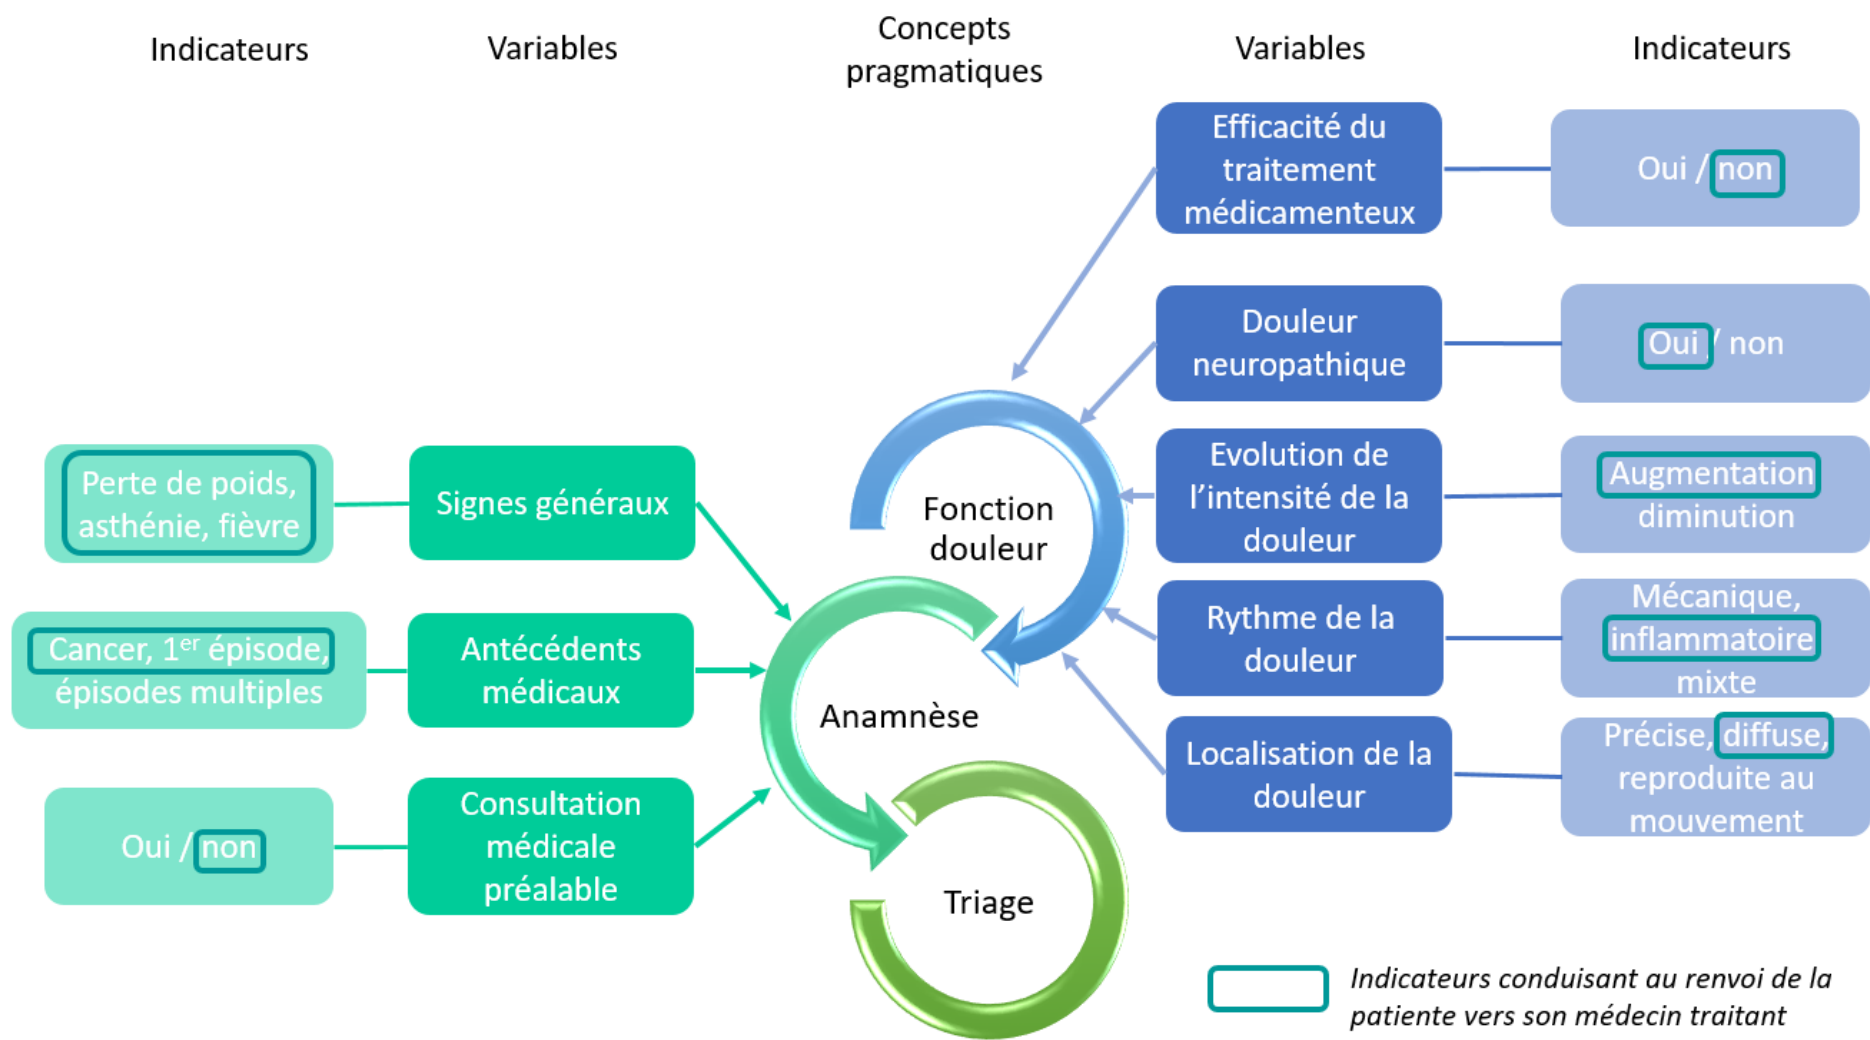 Indicateurs
Variables
Concepts
pragmatiques
Variables
Indicateurs
Efficacité du
traitement
médicamenteux
Oui / non
Douleur
neuropathique
Oui / non
Evolution de
l'intensité de la
douleur
Augmentation
diminution
Rythme de la
douleur
Mécanique,
inflammatoire
mixte
Localisation de la
douleur
Précise, diffuse,
reproduite au
mouvement
Fonction
douleur
Perte de poids,
asthénie, fièvre
Signes généraux
Cancer, 1er épisode,
épisodes multiples
Antécédents
médicaux
Anamnèse
Oui / non
Consultation
médicale
préalable
Triage
Indicateurs conduisant au renvoi de la
patiente vers son médecin traitant